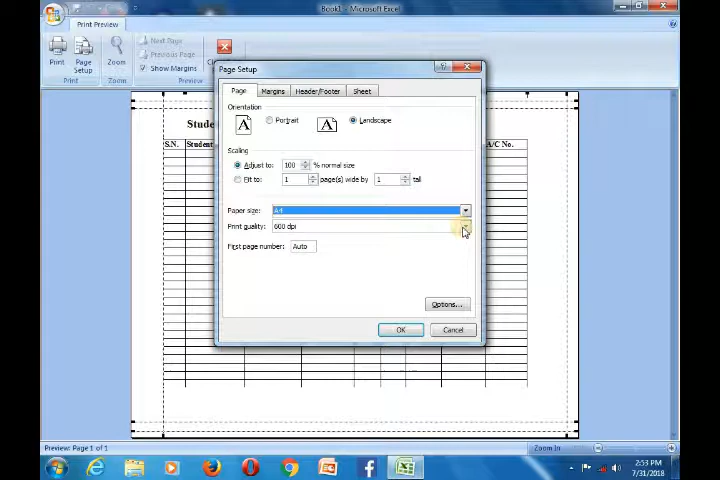 Book1 - Microsoft Excel
Print Preview
Print
Page Setup
Zoom
Next Page
Previous Page
Show Margins
Print
Zoom
Preview
Page Setup
Page
Margins
Header/Footer
Sheet
Orientation
A
Portrait
A
Landscape
Scaling
Adjust to: 100 % normal size
Fit to: 1 page(s) wide by 1 tall
Paper size: A4
Print quality: 600 dpi
First page number: Auto
Options...
OK
Cancel
S.N.
Student
A/C No.
Preview: Page 1 of 1
Zoom In
2:53 PM
7/31/2018